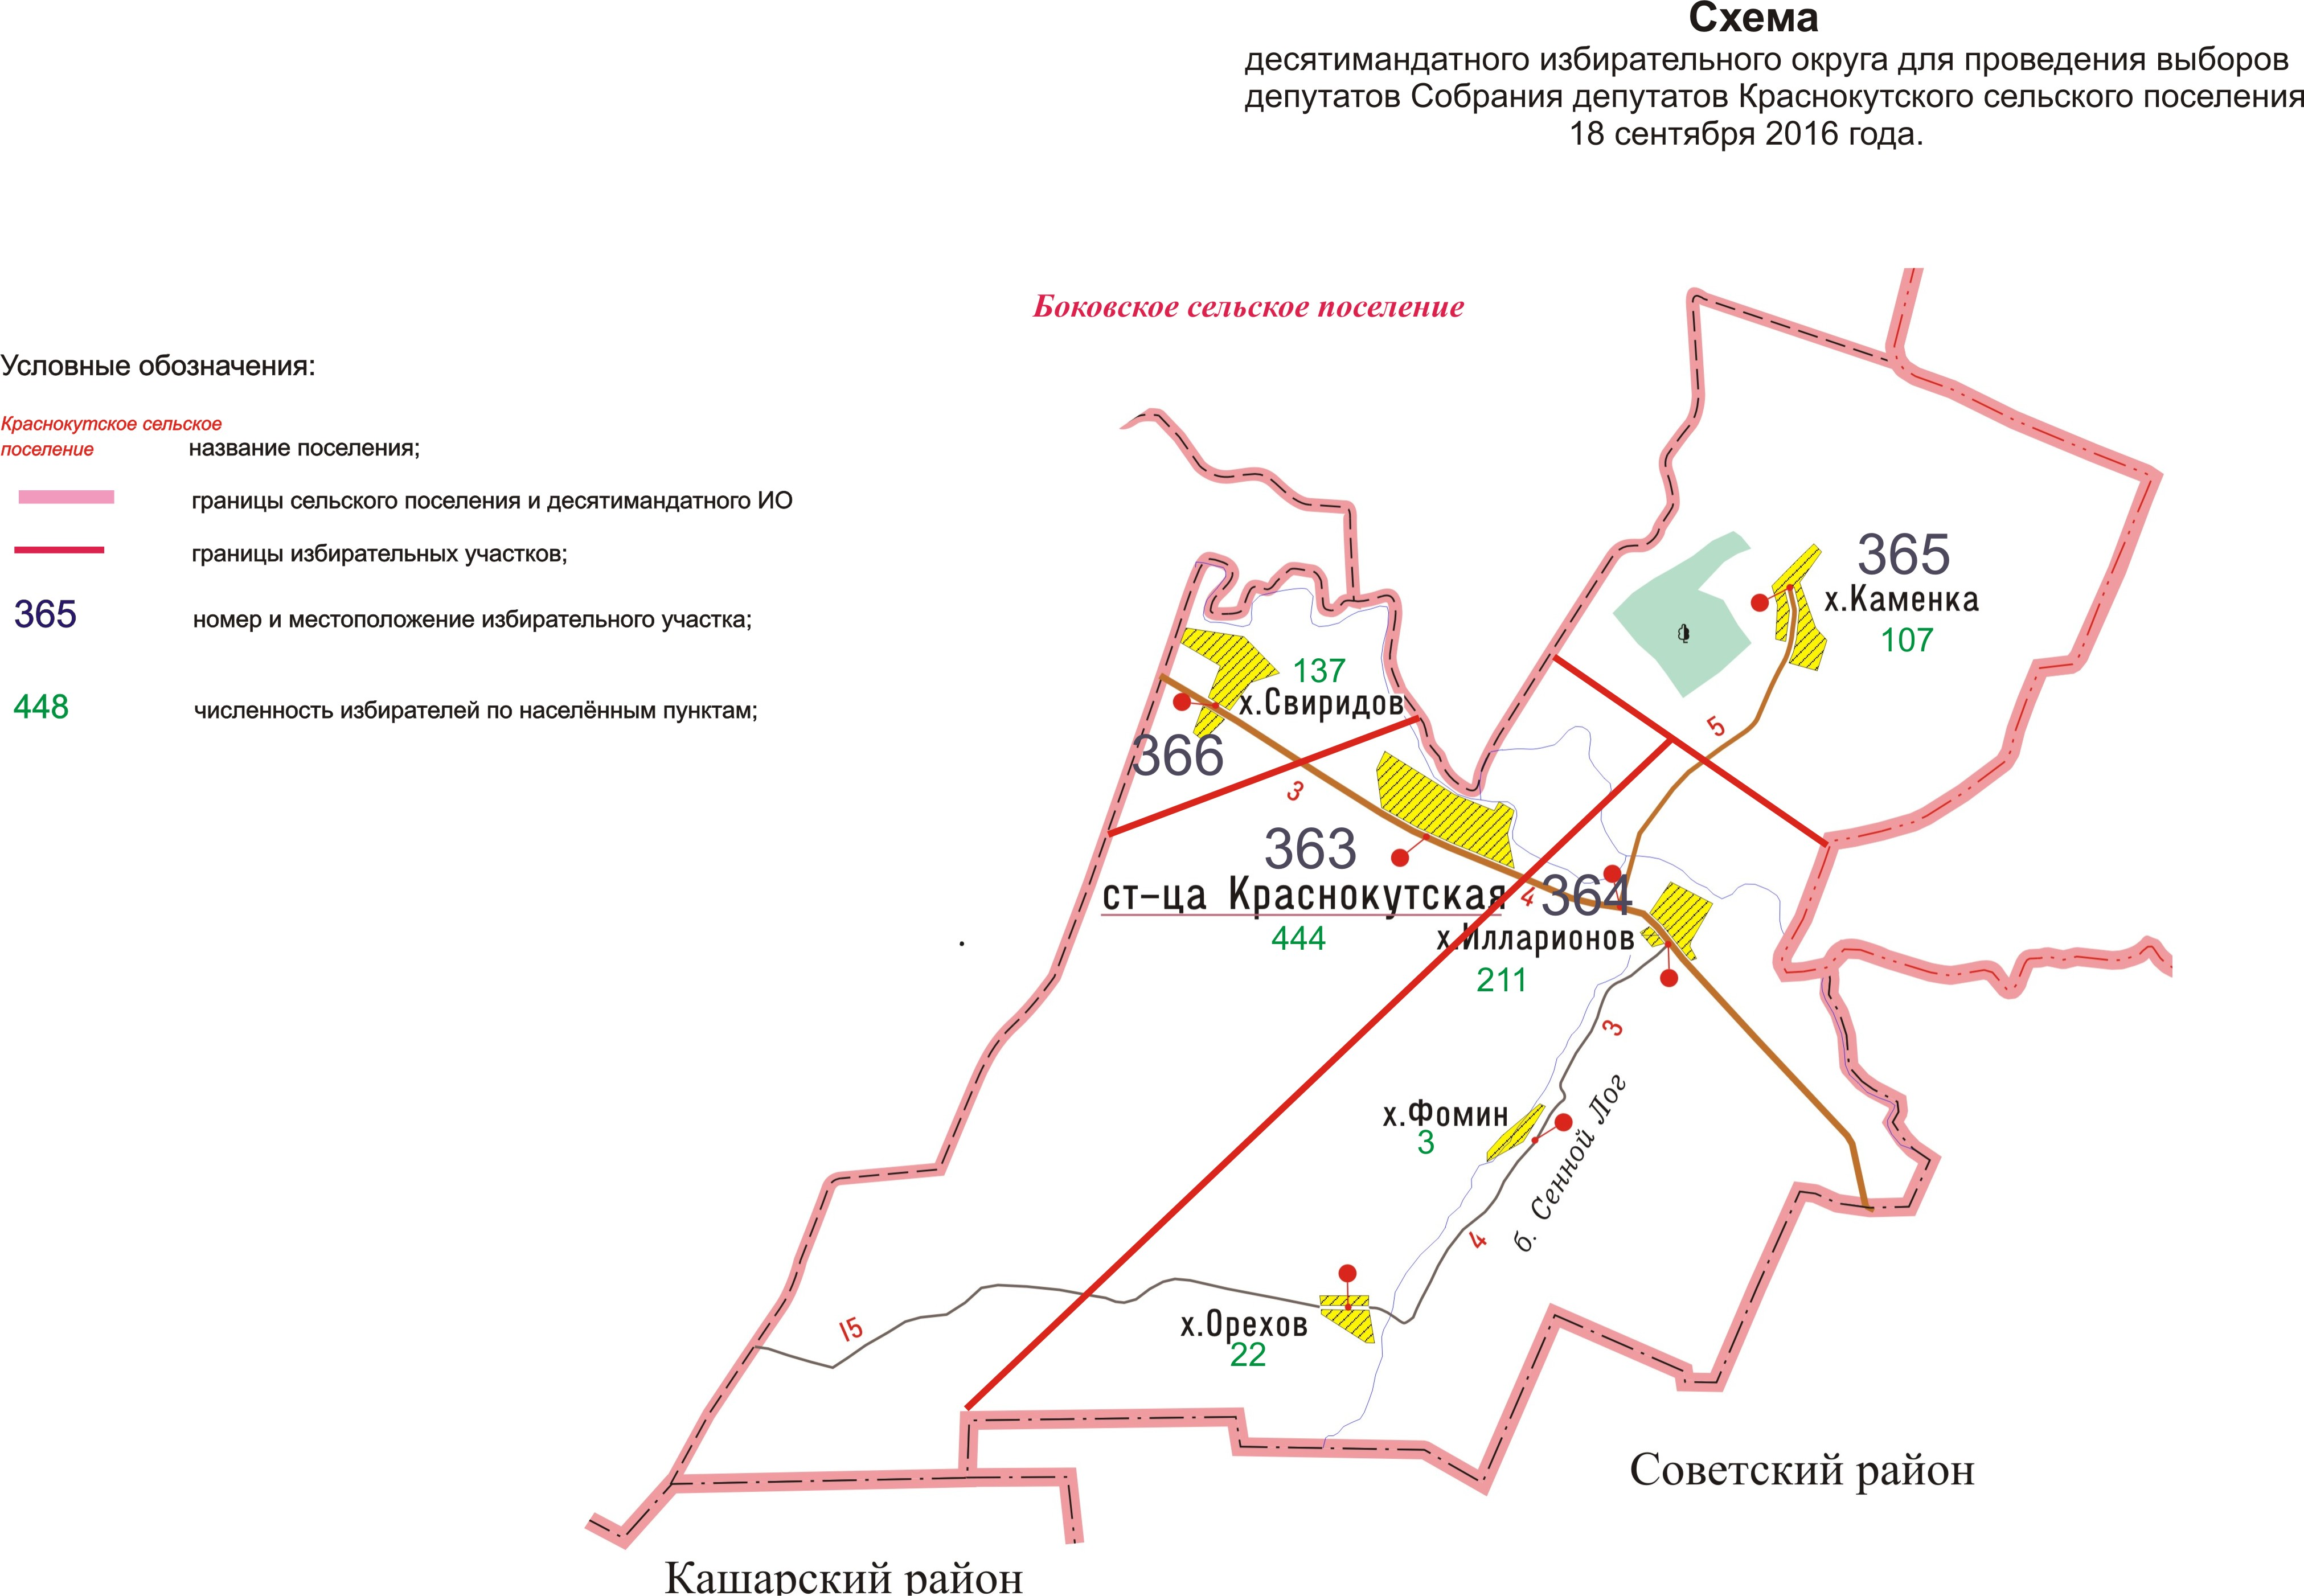 Схема
десятимандатного избирательного округа для проведения выборов
депутатов Собрания депутатов Краснокутского сельского поселения
18 сентября 2016 года.
Боковское сельское поселение
Условные обозначения:
Краснокутское сельское
поселение
название поселения;
границы сельского поселения и десятимандатного ИО
границы избирательных участков;
365
номер и местоположение избирательного участка;
448
численность избирателей по населённым пунктам;
365
х.Каменка
107
137
х.Свиридов
366
5
3
363
ст-ца Краснокутская
444
4
364
х.Илларионов
211
3
х.Фомин
3
б. Сенной Лог
4
15
х.Орехов
22
Советский район
Кашарский район